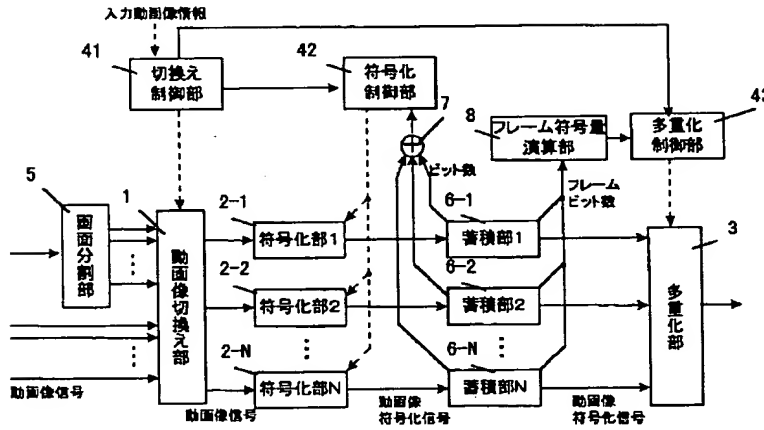 入力動画像情報
41
切換え
制御部
42
符号化
制御部
7
8
フレーム符号量
演算部
43
多重化
制御部
ビット数
フレーム
ビット数
5
画面分割部
1
動画像切換え部
2-1
符号化部1
6-1
蓄積部1
3
多重化部
2-2
符号化部2
6-2
蓄積部2
2-N
符号化部N
6-N
蓄積部N
動画像信号
動画像信号
動画像
符号化信号
動画像
符号化信号